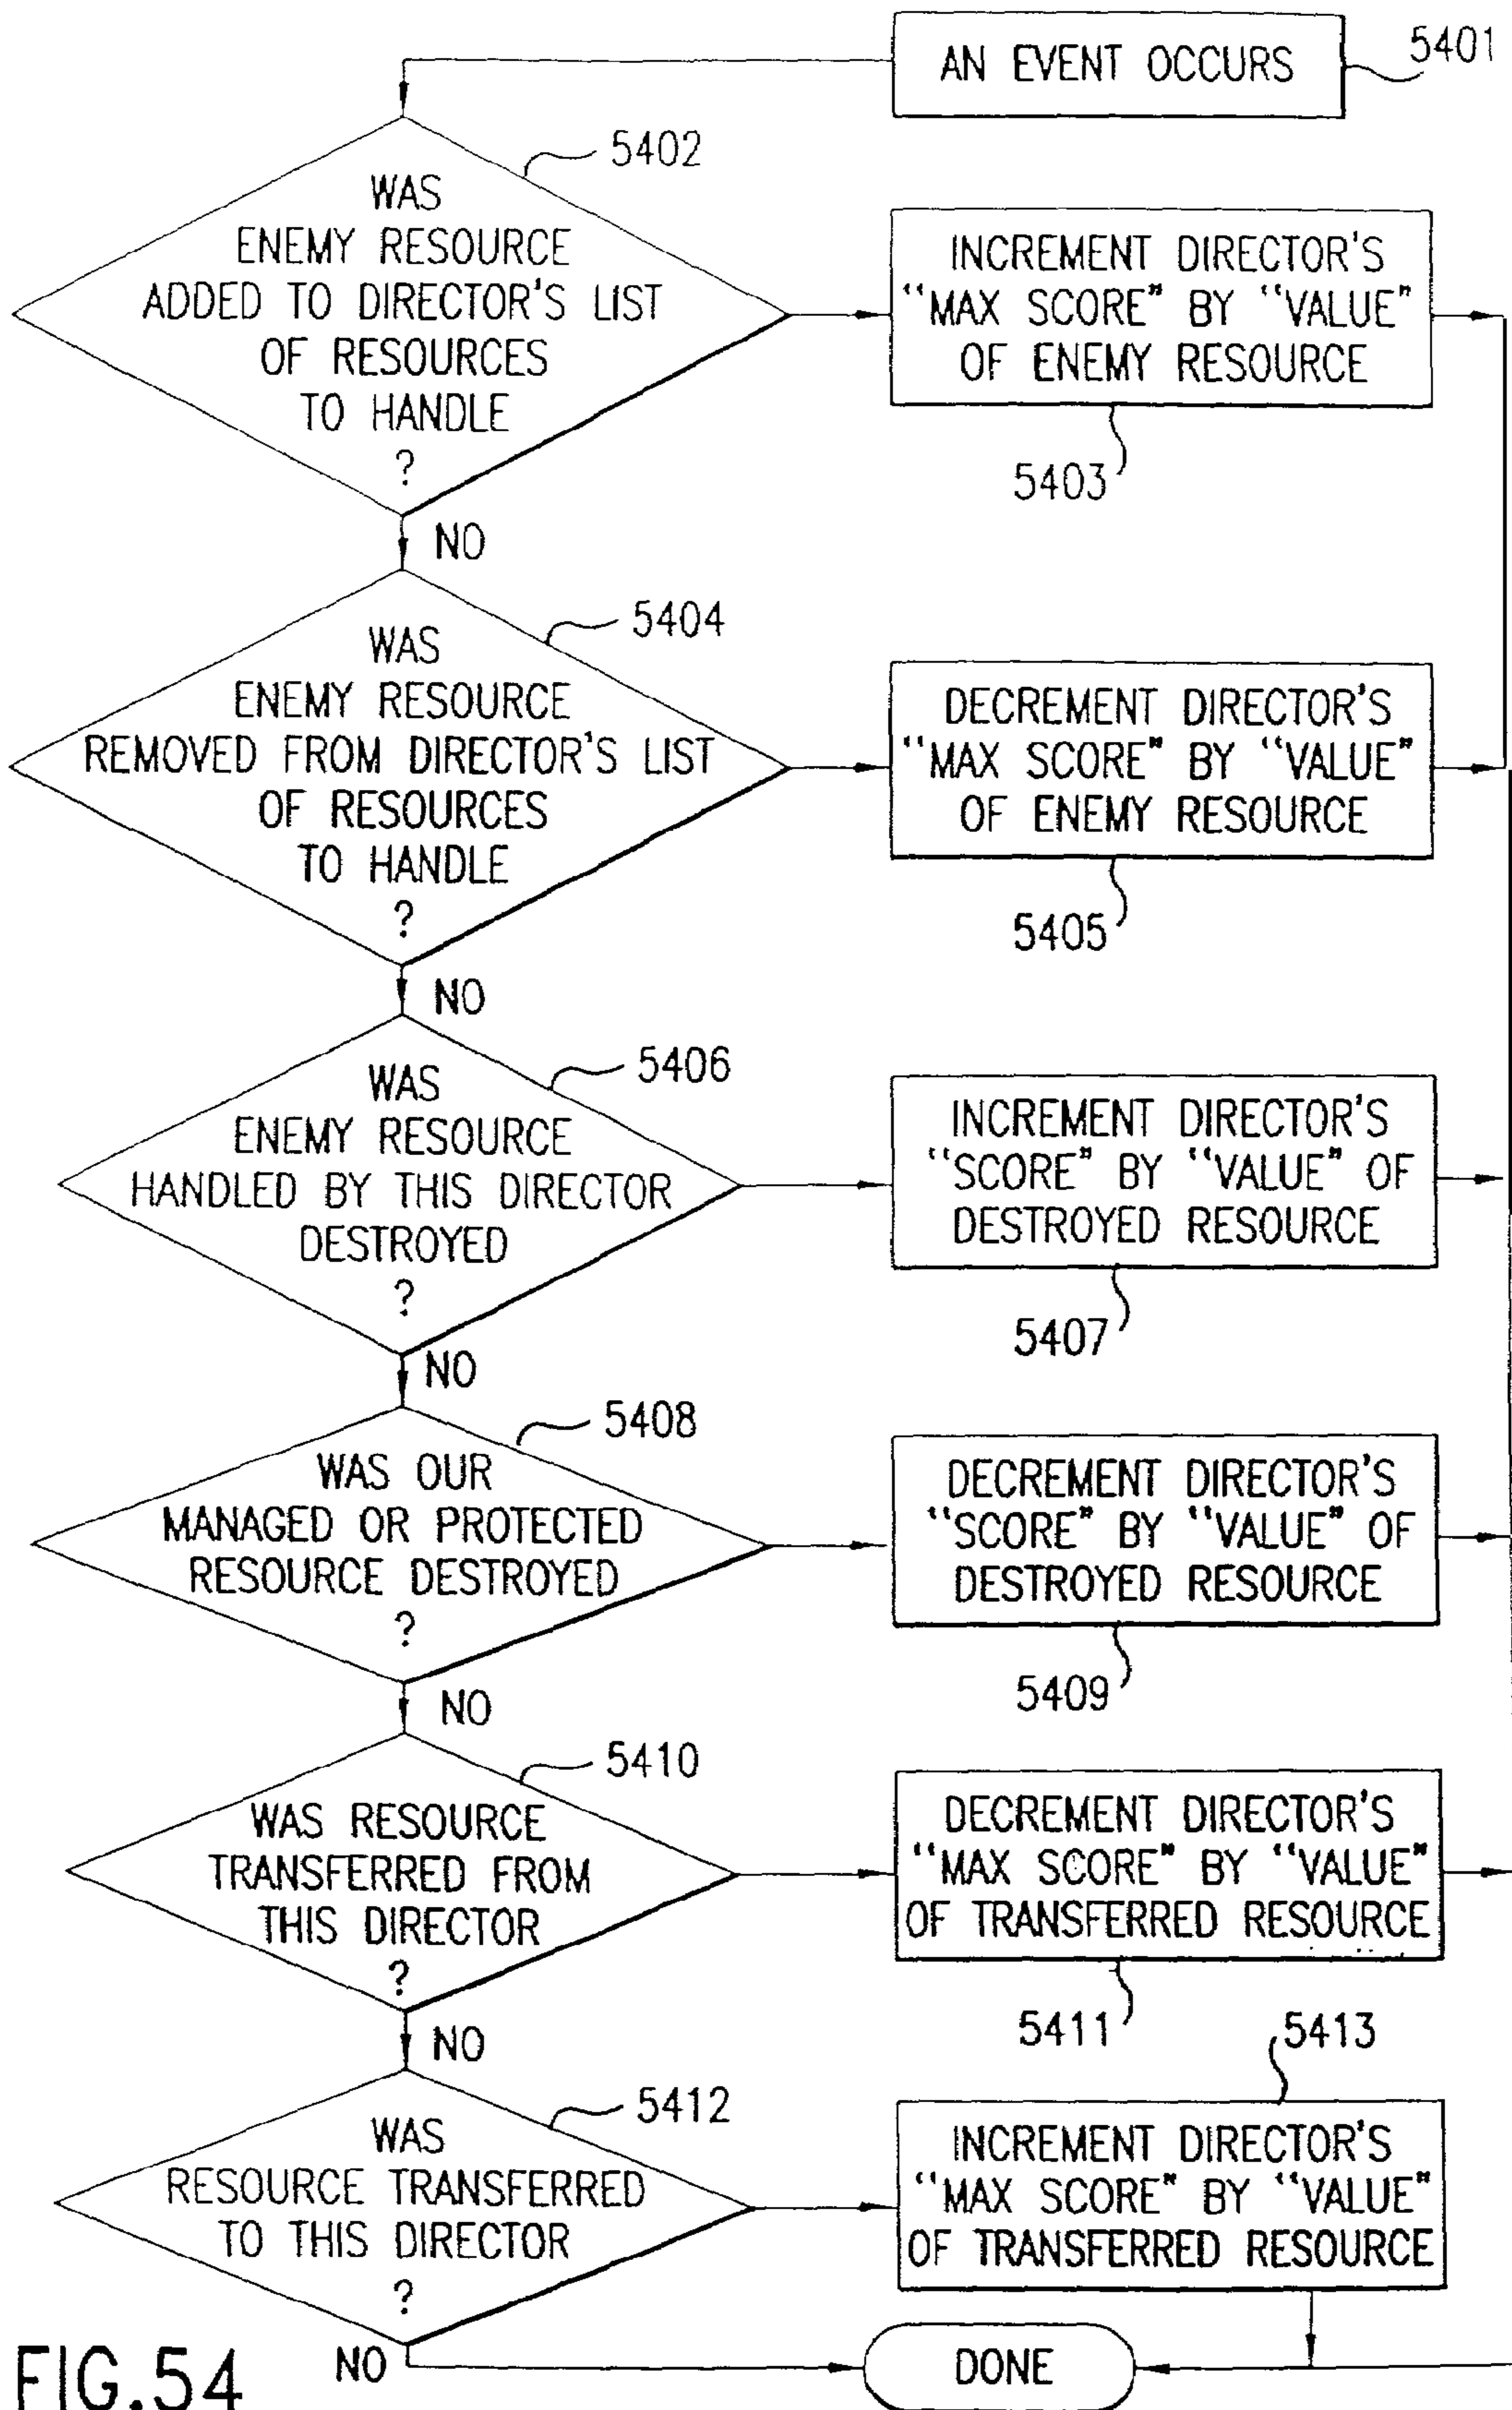 AN EVENT OCCURS
5401
5402
WAS
ENEMY RESOURCE
ADDED TO DIRECTOR'S LIST
OF RESOURCES
TO HANDLE
?
INCREMENT DIRECTOR'S
"MAX SCORE" BY "VALUE"
OF ENEMY RESOURCE
5403
NO
5404
WAS
ENEMY RESOURCE
REMOVED FROM DIRECTOR'S LIST
OF RESOURCES
TO HANDLE
?
DECREMENT DIRECTOR'S
"MAX SCORE" BY "VALUE"
OF ENEMY RESOURCE
5405
NO
5406
WAS
ENEMY RESOURCE
HANDLED BY THIS DIRECTOR
DESTROYED
?
INCREMENT DIRECTOR'S
"SCORE" BY "VALUE" OF
DESTROYED RESOURCE
5407
NO
5408
WAS OUR
MANAGED OR PROTECTED
RESOURCE DESTROYED
?
DECREMENT DIRECTOR'S
"SCORE" BY "VALUE" OF
DESTROYED RESOURCE
5409
NO
5410
WAS RESOURCE
TRANSFERRED FROM
THIS DIRECTOR
?
DECREMENT DIRECTOR'S
"MAX SCORE" BY "VALUE"
OF TRANSFERRED RESOURCE
5411
NO
5412
WAS
RESOURCE TRANSFERRED
TO THIS DIRECTOR
?
5413
INCREMENT DIRECTOR'S
"MAX SCORE" BY "VALUE"
OF TRANSFERRED RESOURCE
NO
DONE
FIG.54